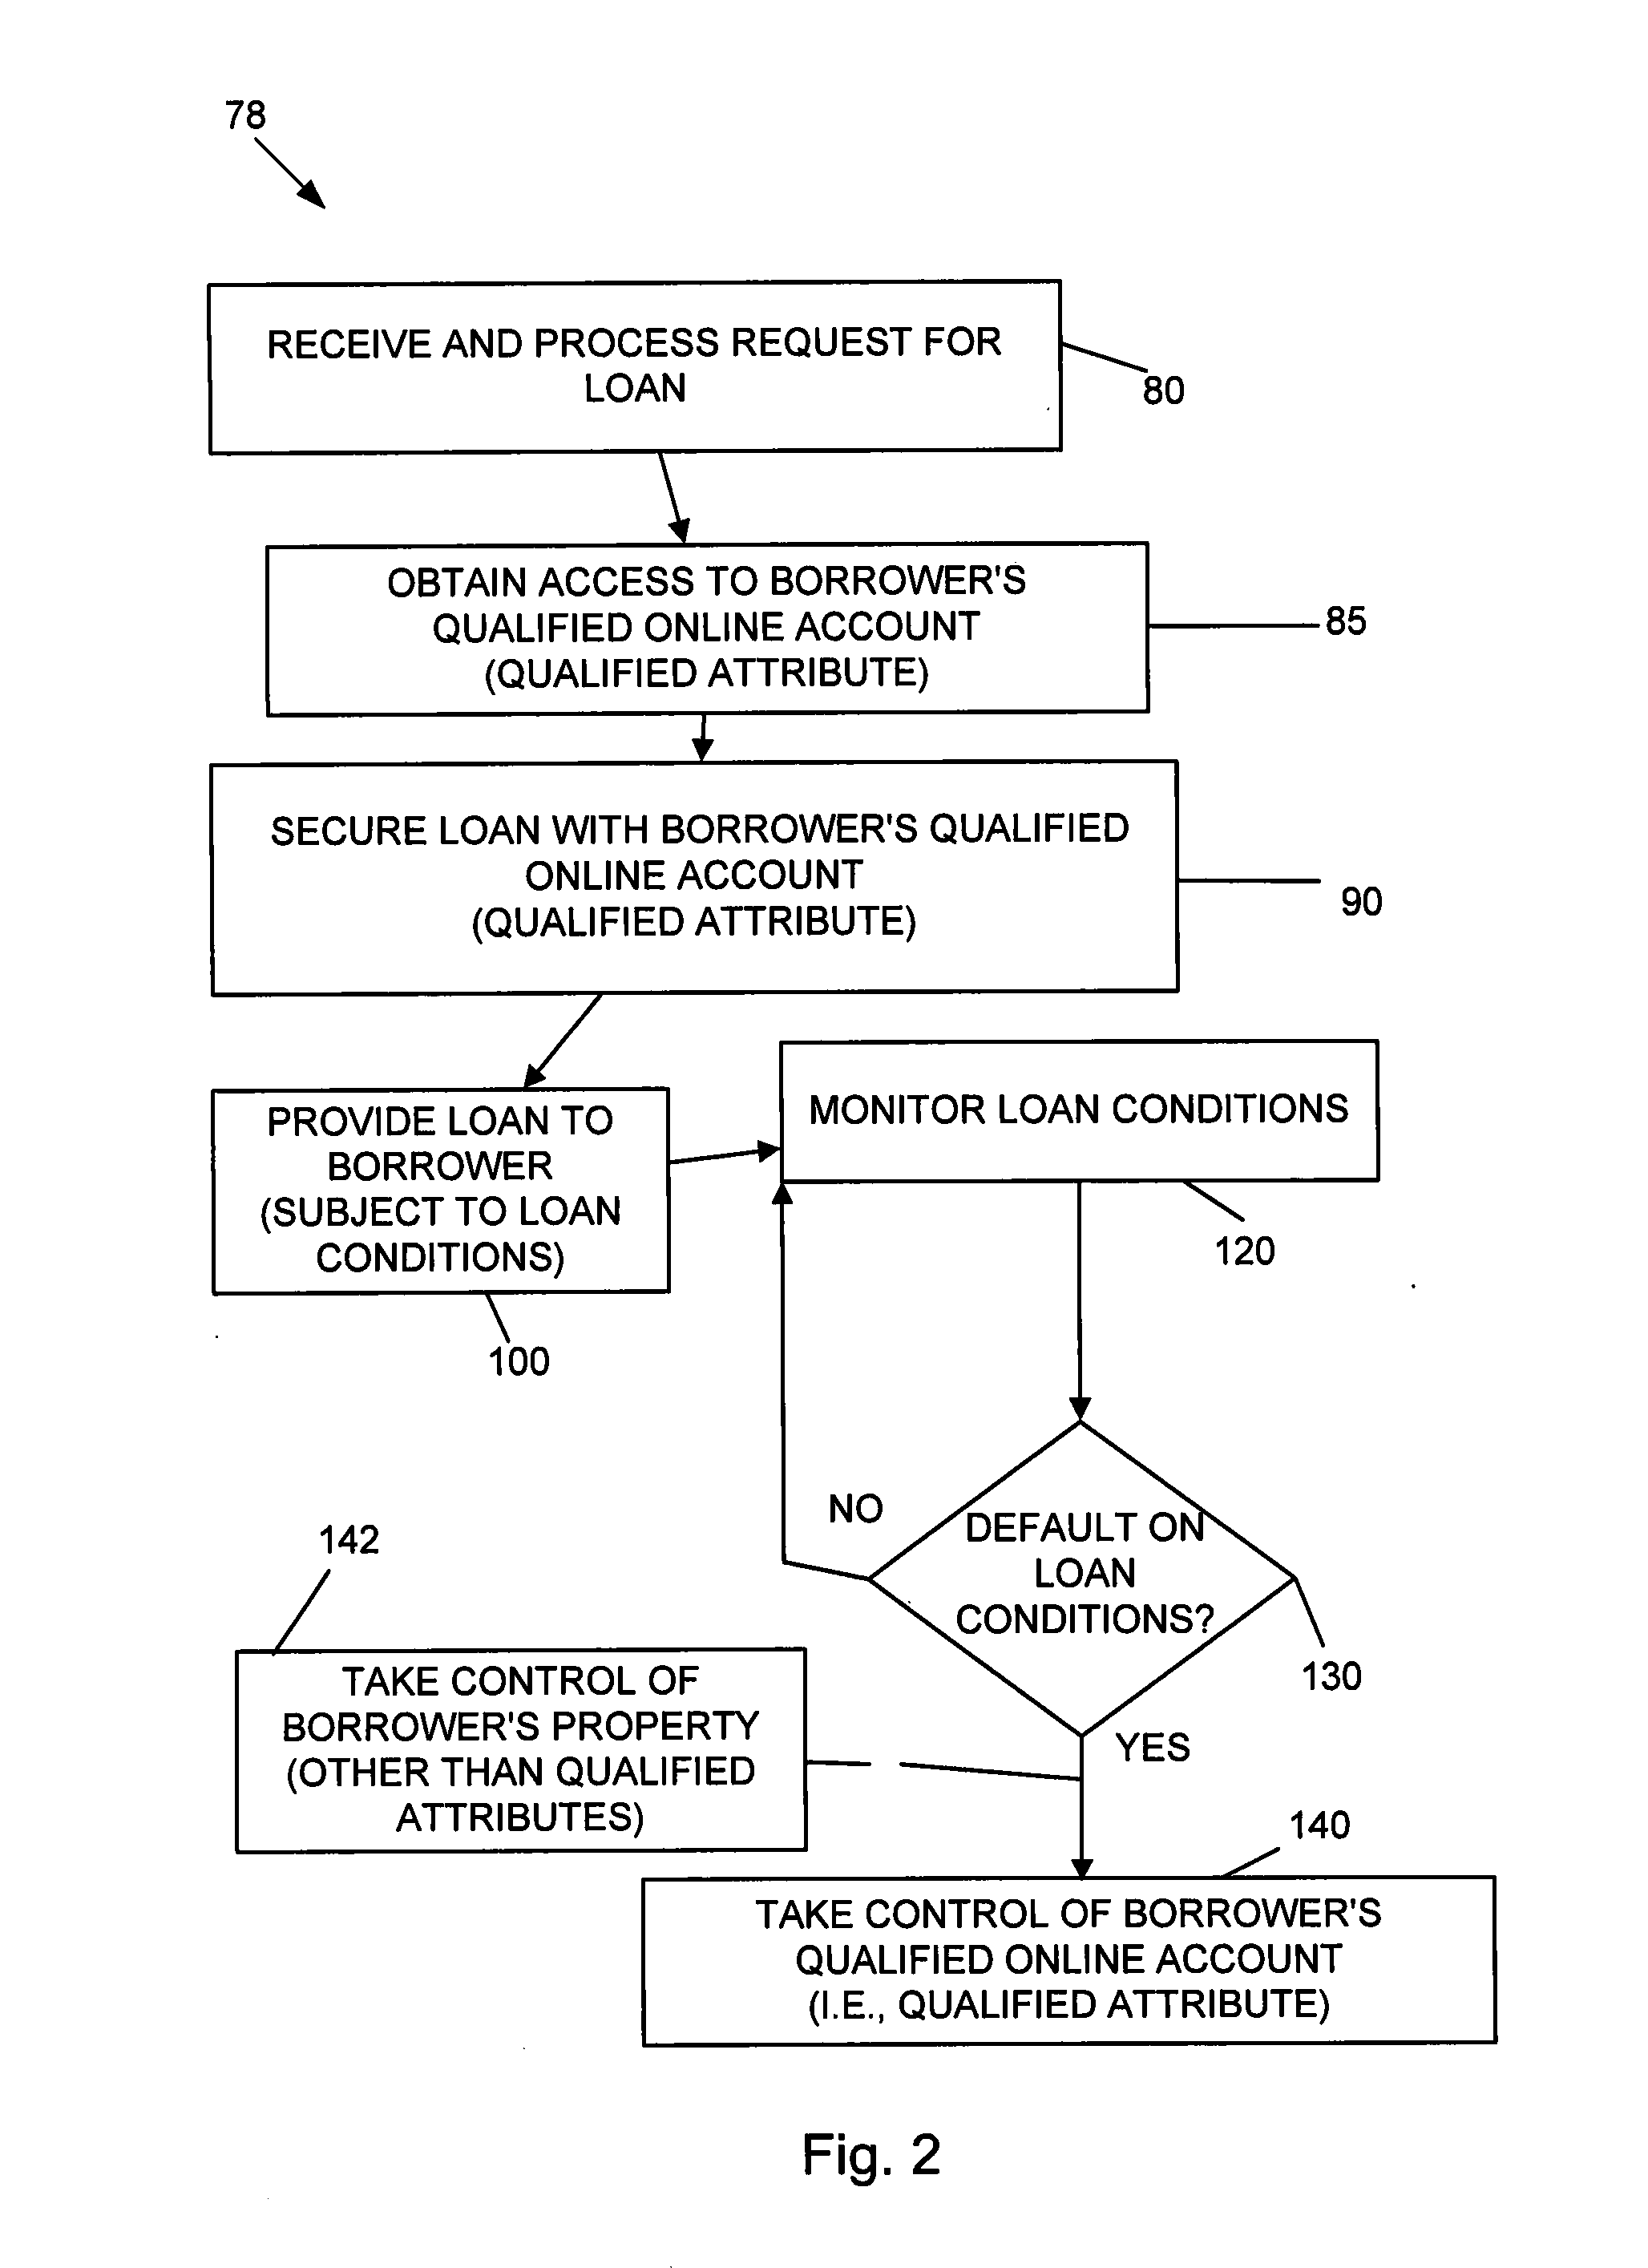 78
RECEIVE AND PROCESS REQUEST FOR
LOAN
80
OBTAIN ACCESS TO BORROWER'S
QUALIFIED ONLINE ACCOUNT
(QUALIFIED ATTRIBUTE)
85
SECURE LOAN WITH BORROWER'S QUALIFIED
ONLINE ACCOUNT
(QUALIFIED ATTRIBUTE)
90
PROVIDE LOAN TO
BORROWER
(SUBJECT TO LOAN
CONDITIONS)
100
MONITOR LOAN CONDITIONS
120
DEFAULT ON
LOAN
CONDITIONS?
NO
130
YES
142
TAKE CONTROL OF
BORROWER'S PROPERTY
(OTHER THAN QUALIFIED
ATTRIBUTES)
140
TAKE CONTROL OF BORROWER'S
QUALIFIED ONLINE ACCOUNT
(I.E., QUALIFIED ATTRIBUTE)
Fig. 2